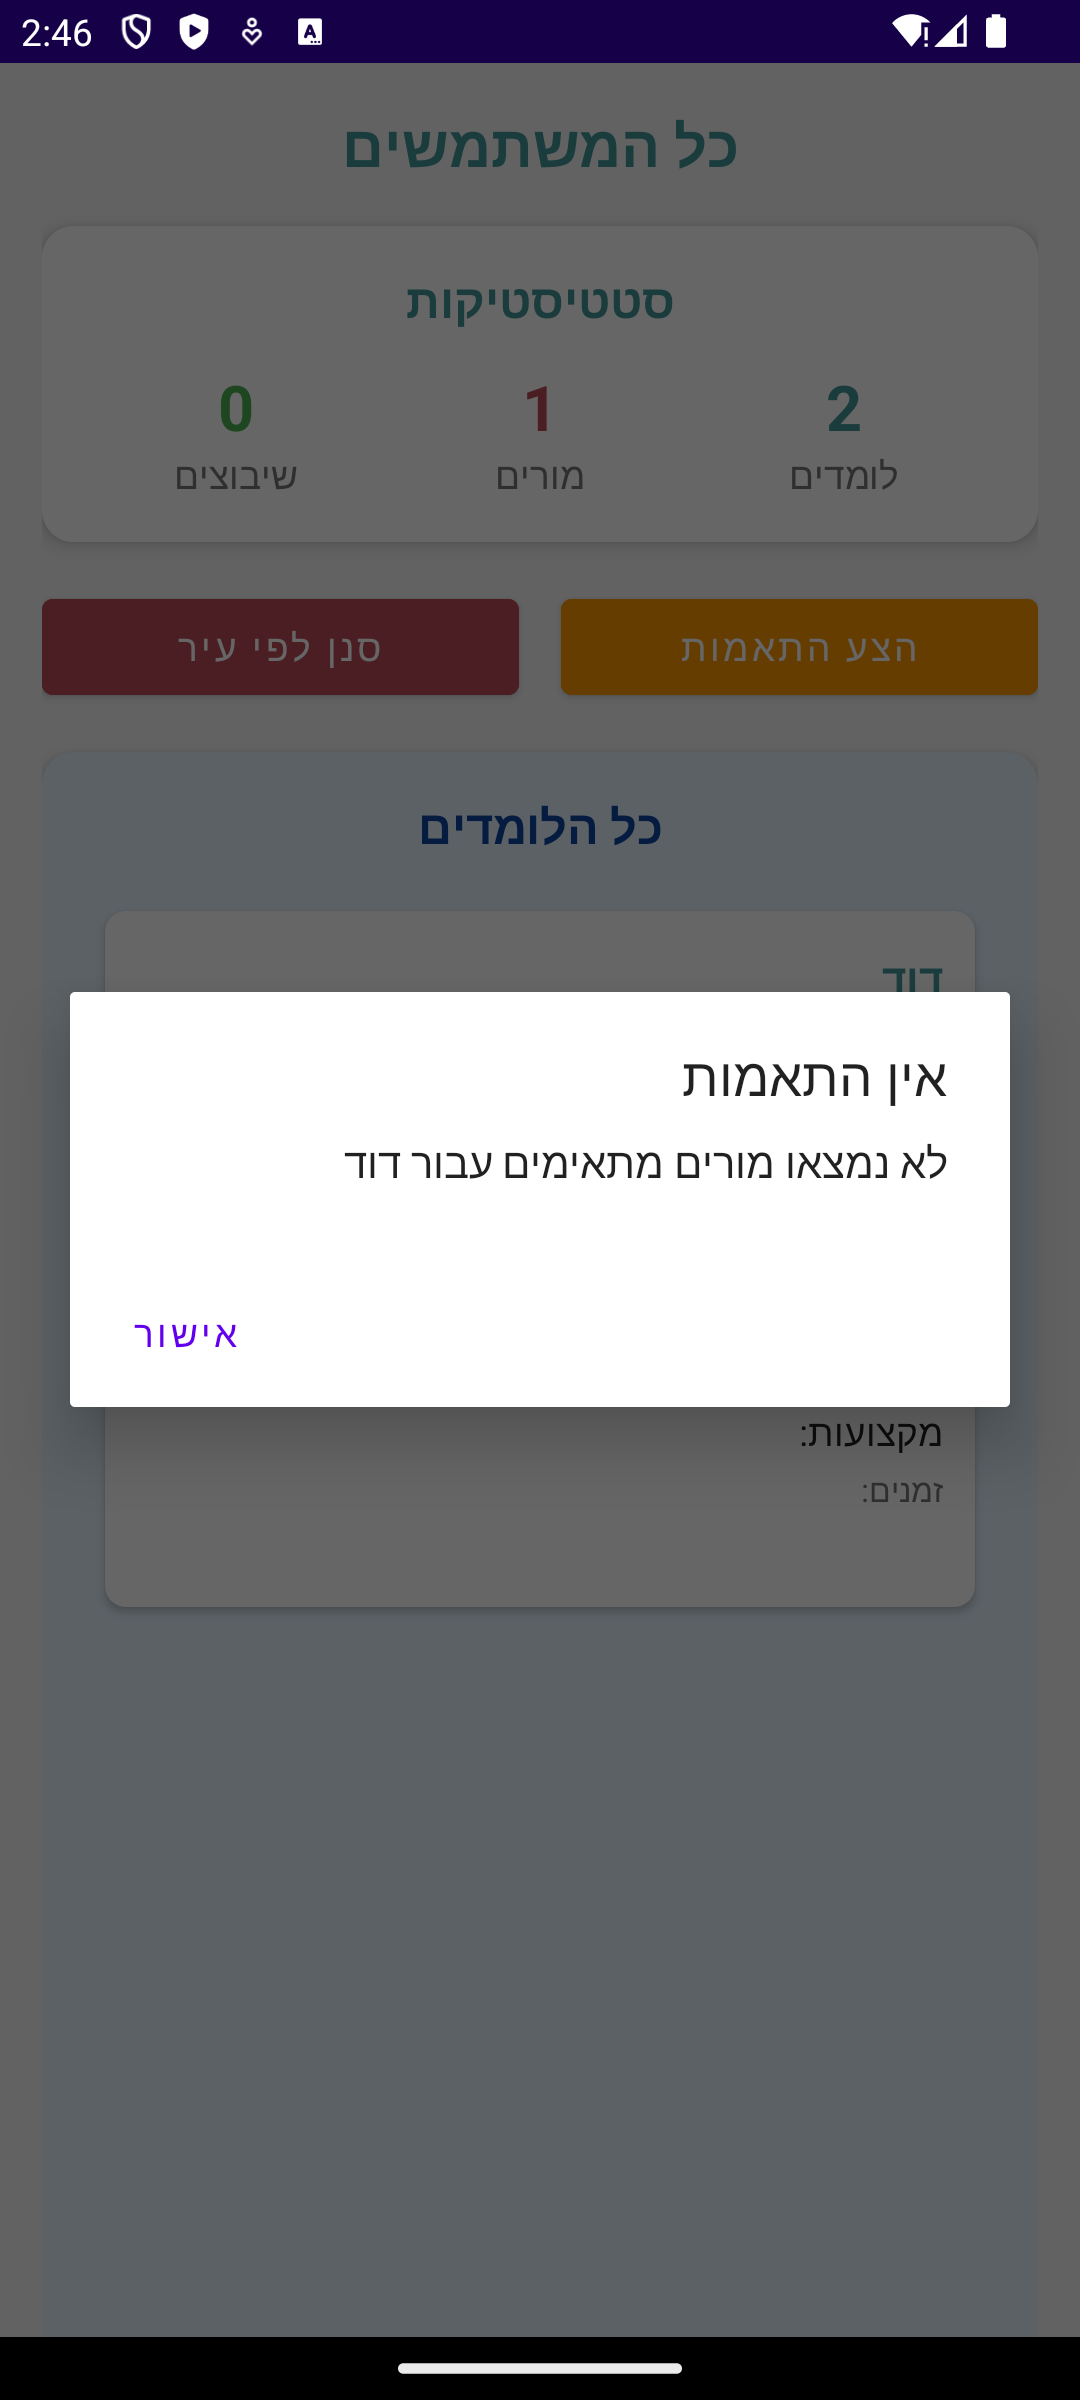 2:46
כל המשתמשים
סטטיסטיקות
2 1 0
לומדים מורים שיבוצים
הצע התאמות סנן לפי עיר
כל הלומדים
דוד
אין התאמות
לא נמצאו מורים מתאימים עבור דוד
אישור
מקצועות:
זמנים: